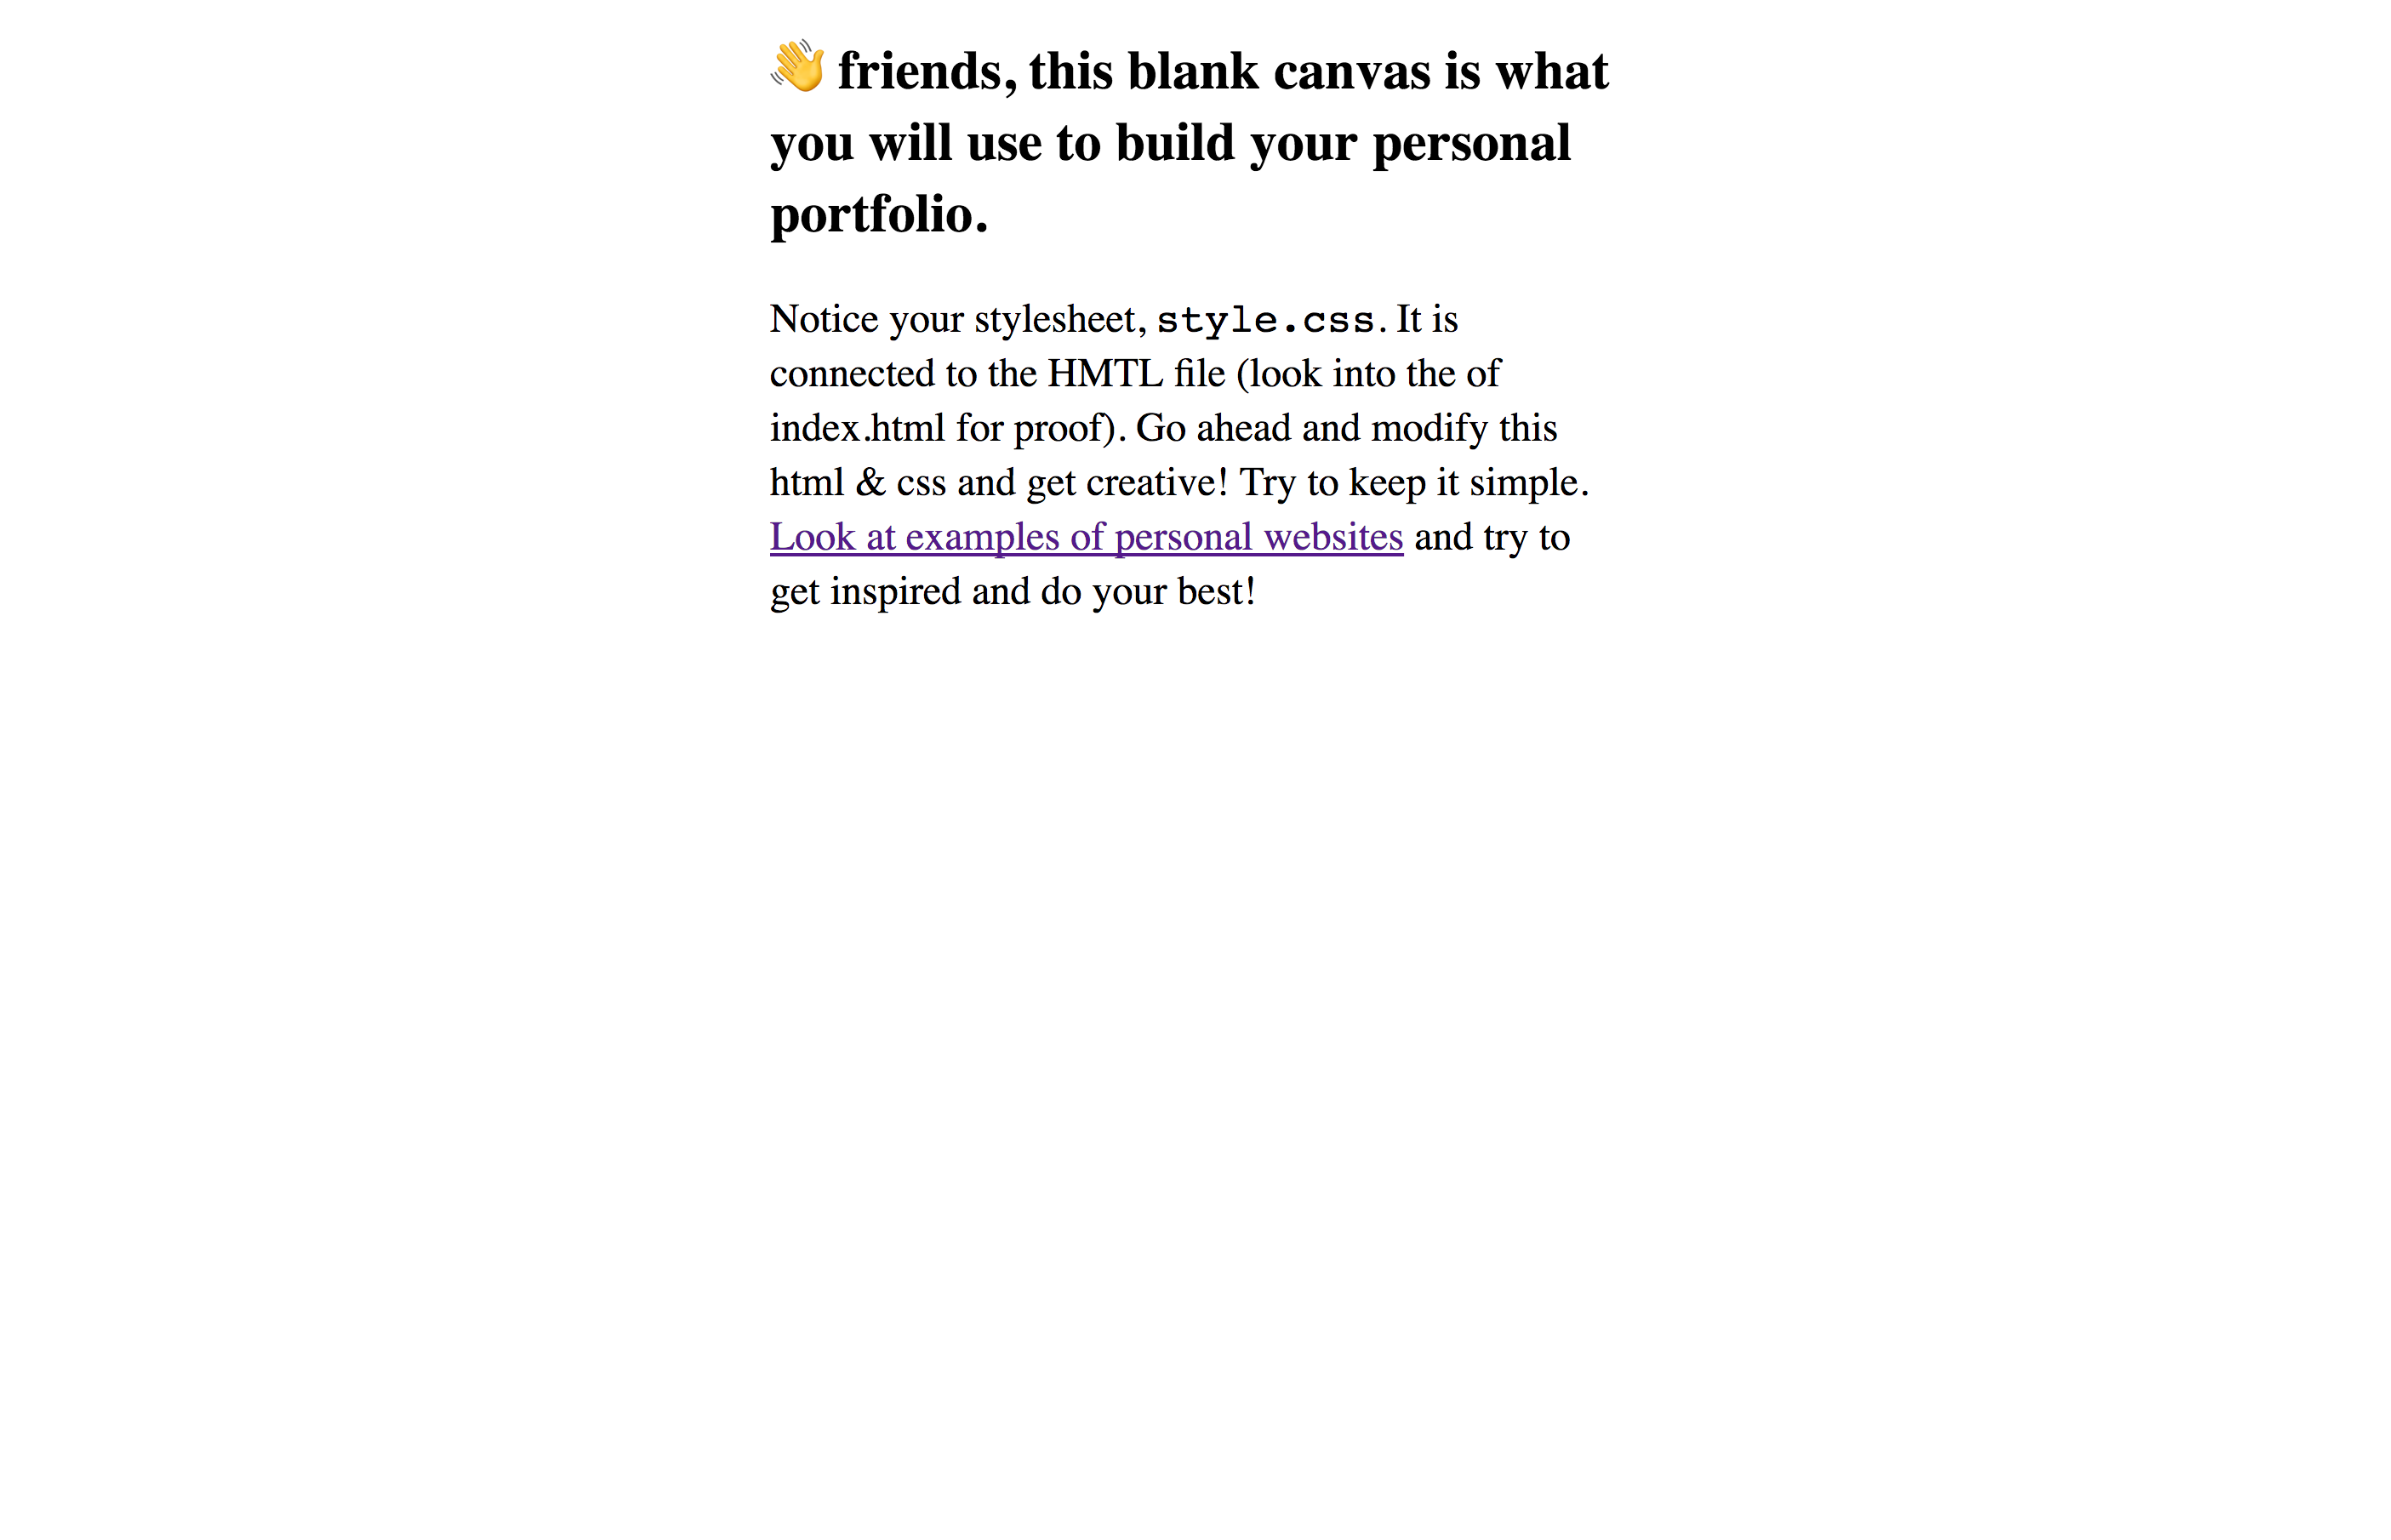 👋 friends, this blank canvas is what
you will use to build your personal
portfolio.
Notice your stylesheet, style.css. It is
connected to the HMTL file (look into the of
index.html for proof). Go ahead and modify this
html & css and get creative! Try to keep it simple.
Look at examples of personal websites and try to
get inspired and do your best!